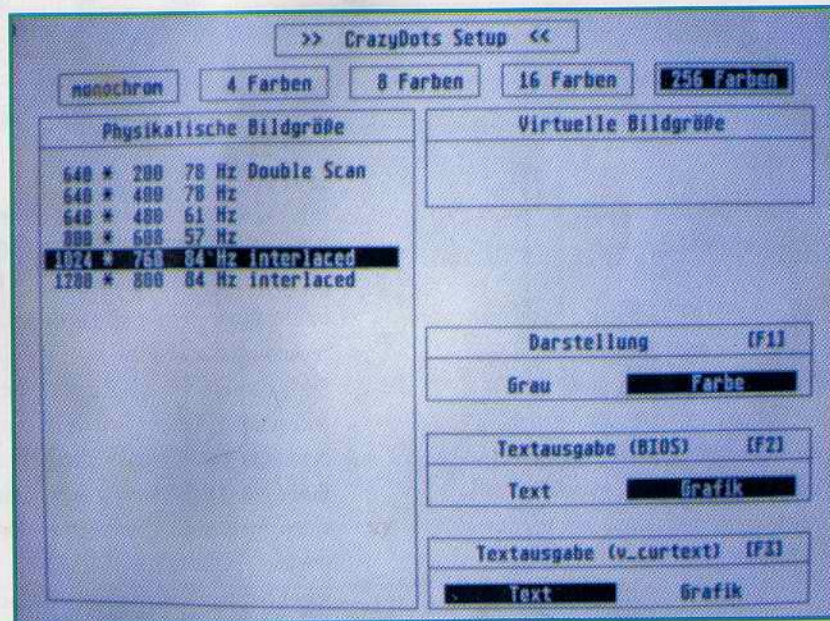 >> CrazyDots Setup <<
monochrom 4 Farben 8 Farben 16 Farben 256 Farben
Physikalische Bildgröße
640 * 200 78 Hz Double Scan
640 * 400 78 Hz
640 * 480 61 Hz
800 * 608 57 Hz
1024 * 768 84 Hz interlaced
1280 * 800 84 Hz interlaced
Virtuelle Bildgröße
Darstellung [F1]
Grau Farbe
Textausgabe (BIOS) [F2]
Text Grafik
Textausgabe (v_curtext) [F3]
Text Grafik